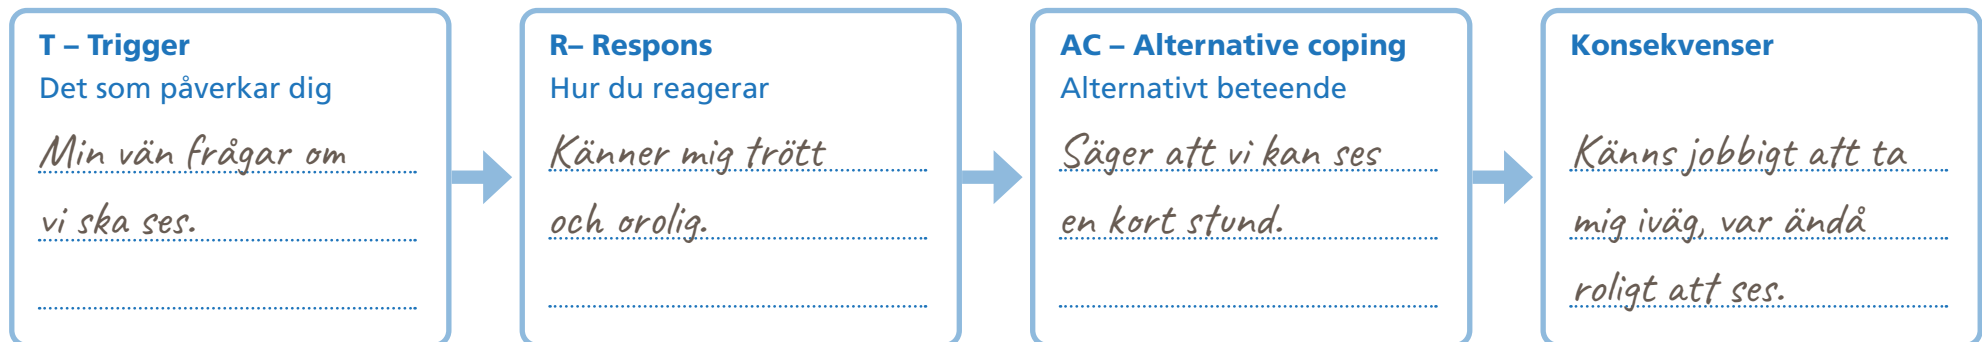 T – Trigger
Det som påverkar dig
Min vän frågar om
vi ska ses.
R– Respons
Hur du reagerar
Känner mig trött
och orolig.
AC – Alternative coping
Alternativt beteende
Säger att vi kan ses
en kort stund.
Konsekvenser
Känns jobbigt att ta
mig iväg, var ändå
roligt att ses.